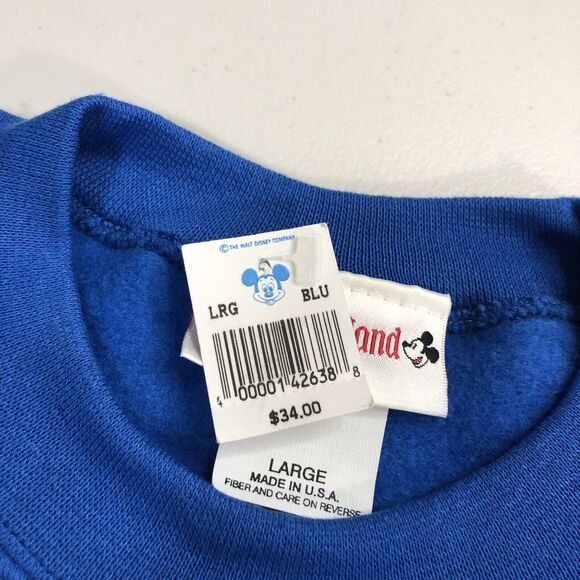 © THE WALT DISNEY COMPANY
LRG BLU
4 00001 42638 8
$34.00
LARGE
MADE IN U.S.A.
FIBER AND CARE ON REVERSE